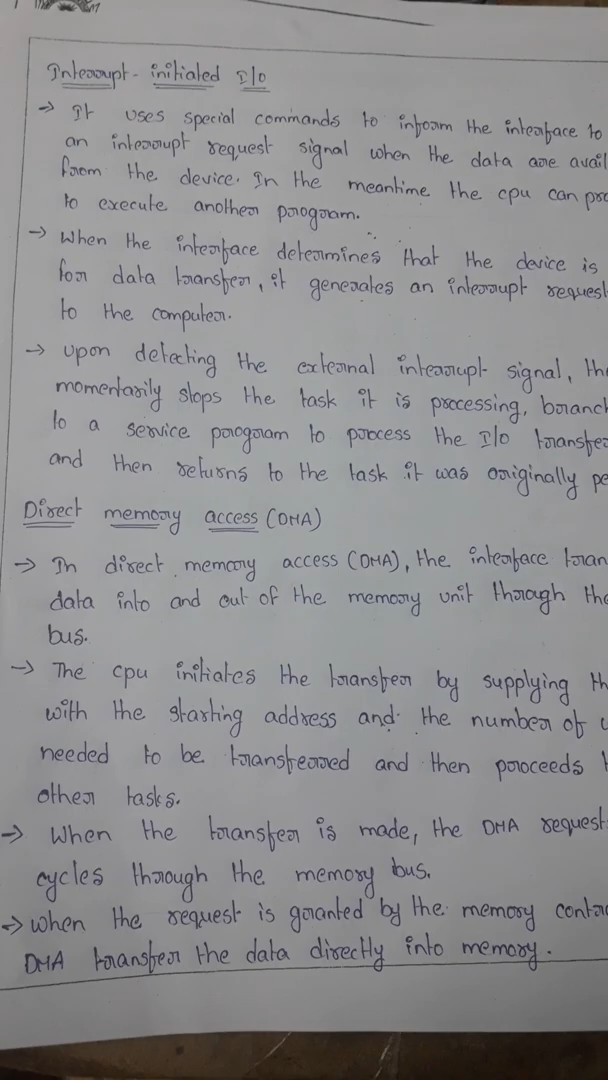 Interrupt-initiated I/O
→ It uses special commands to inform the interface to
an interrupt request signal when the data are avail
from the device. In the meantime the cpu can pro
to execute another program.
→ When the interface determines that the device is
for data transfer, it generates an interrupt request
to the computer.
→ Upon detecting the external interrupt signal, the
momentarily stops the task it is processing, branch
to a service program to process the I/O transfer
and then returns to the task it was originally pe
Direct memory access (DMA)
→ In direct memory access (DMA), the interface tran
data into and out of the memory unit through the
bus.
→ The cpu initiates the transfer by supplying th
with the starting address and the number of
needed to be transferred and then proceeds t
other tasks.
→ When the transfer is made, the DMA request
cycles through the memory bus.
→ When the request is granted by the memory contro
DMA transfer the data directly into memory.